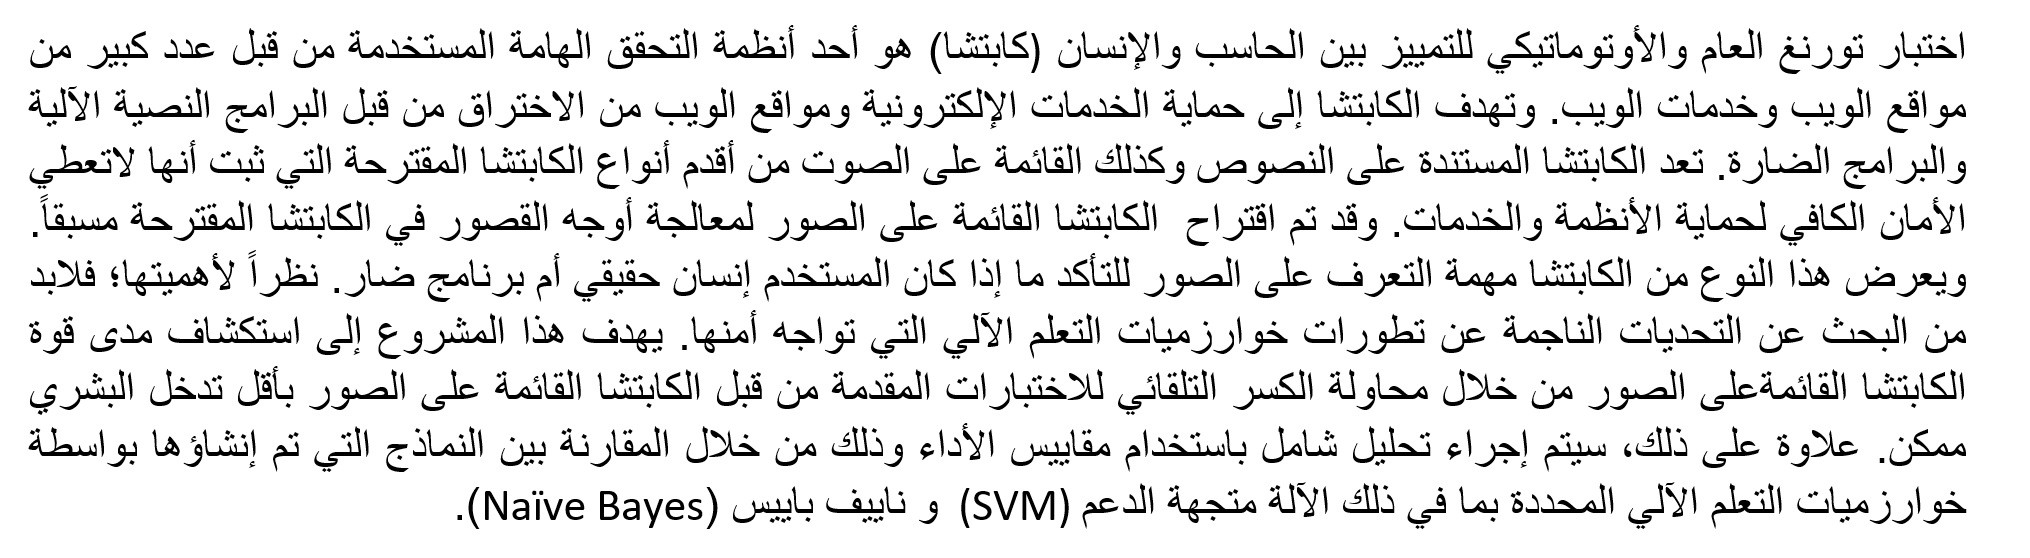 اختبار تورنغ العام والأوتوماتيكي للتمييز بين الحاسب والإنسان (كابتشا) هو أحد أنظمة التحقق الهامة المستخدمة من قبل عدد كبير من
مواقع الويب وخدمات الويب. وتهدف الكابتشا إلى حماية الخدمات الإلكترونية ومواقع الويب من الاختراق من قبل البرامج النصية الآلية
والبرامج الضارة. تعد الكابتشا المستندة على النصوص وكذلك القائمة على الصوت من أقدم أنواع الكابتشا المقترحة التي ثبت أنها لاتعطي
الأمان الكافي لحماية الأنظمة والخدمات. وقد تم اقتراح  الكابتشا القائمة على الصور لمعالجة أوجه القصور في الكابتشا المقترحة مسبقاً.
ويعرض هذا النوع من الكابتشا مهمة التعرف على الصور للتأكد ما إذا كان المستخدم إنسان حقيقي أم برنامج ضار. نظراً لأهميتها؛ فلابد
من البحث عن التحديات الناجمة عن تطورات خوارزميات التعلم الآلي التي تواجه أمنها. يهدف هذا المشروع إلى استكشاف مدى قوة
الكابتشا القائمةعلى الصور من خلال محاولة الكسر التلقائي للاختبارات المقدمة من قبل الكابتشا القائمة على الصور بأقل تدخل البشري
ممكن. علاوة على ذلك، سيتم إجراء تحليل شامل باستخدام مقاييس الأداء وذلك من خلال المقارنة بين النماذج التي تم إنشاؤها بواسطة
خوارزميات التعلم الآلي المحددة بما في ذلك الآلة متجهة الدعم (SVM)  و ناييف باييس (Naïve Bayes).